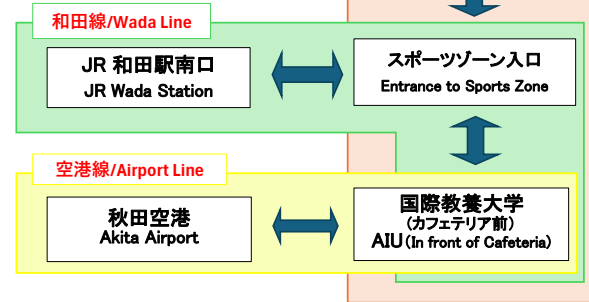 和田線/Wada Line
JR 和田駅南口
JR Wada Station
スポーツゾーン入口
Entrance to Sports Zone
空港線/Airport Line
秋田空港
Akita Airport
国際教養大学
(カフェテリア前)
AIU(In front of Cafeteria)